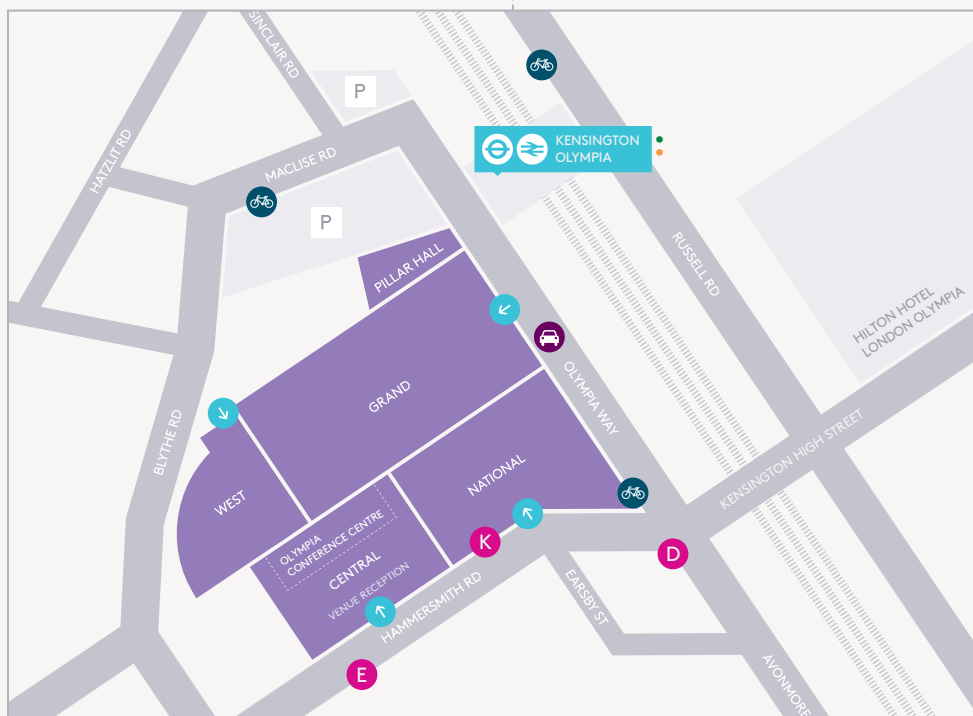 SINCLAIR RD
P
HATZLIT RD
MACLISE RD
KENSINGTON
OLYMPIA
P
PILLAR HALL
RUSSELL RD
HILTON HOTEL
LONDON OLYMPIA
GRAND
OLYMPIA WAY
BLYTHE RD
WEST
NATIONAL
KENSINGTON HIGH STREET
OLYMPIA
CONFERENCE CENTRE
CENTRAL
VENUE RECEPTION
K
D
HAMMERSMITH RD
EARSBY ST
E
AVONMORE